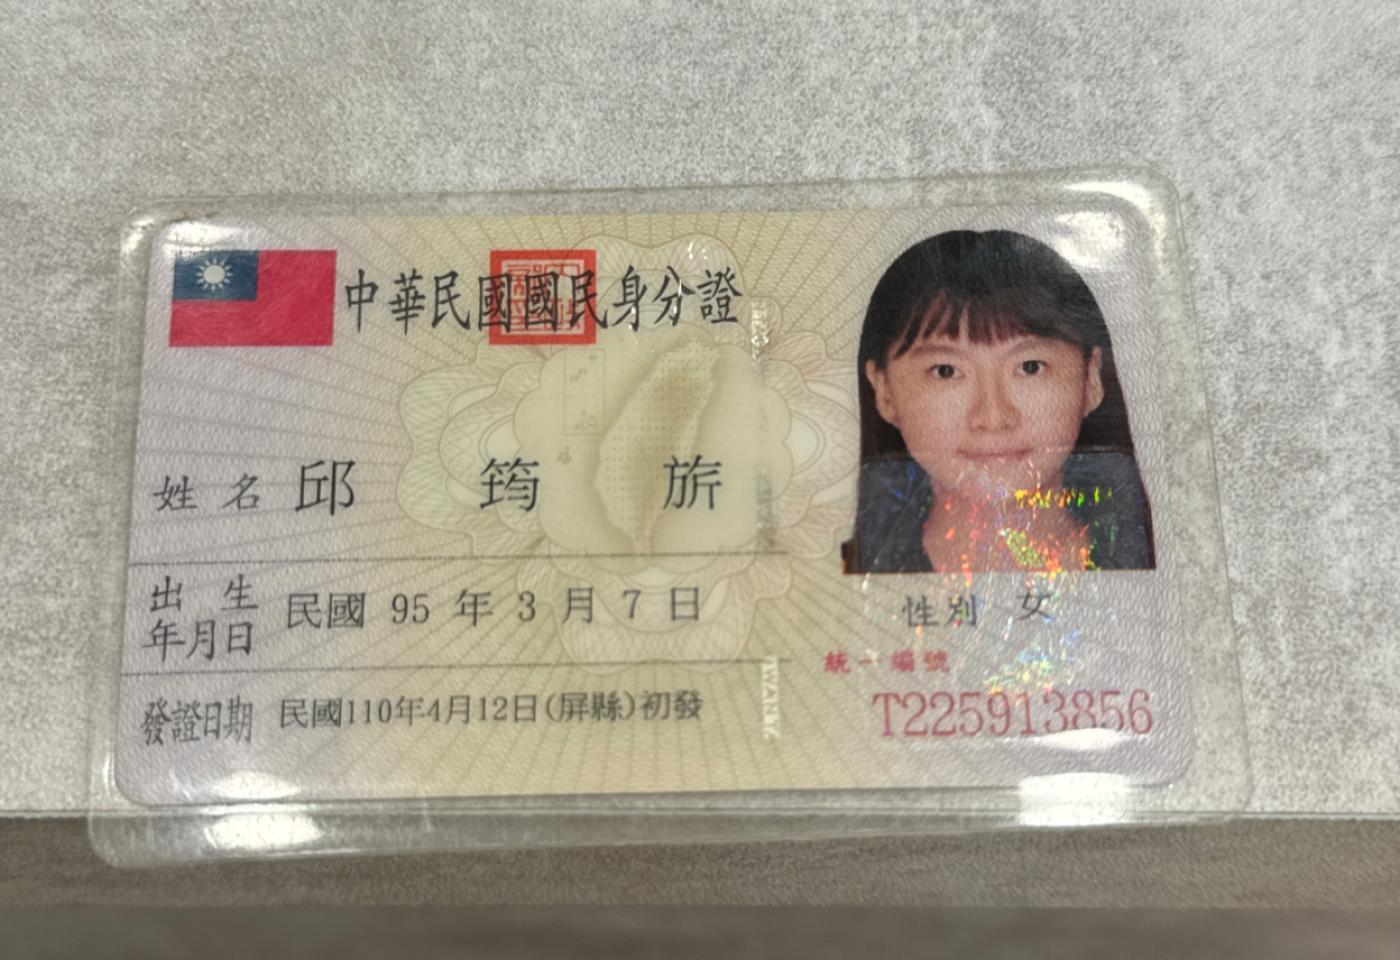 中華民國國民身分證
姓名 邱筠旂
出生年月日 民國 95 年 3 月 7 日
發證日期 民國110年4月12日(屏縣)初發
性別 女
統一編號
T225913856